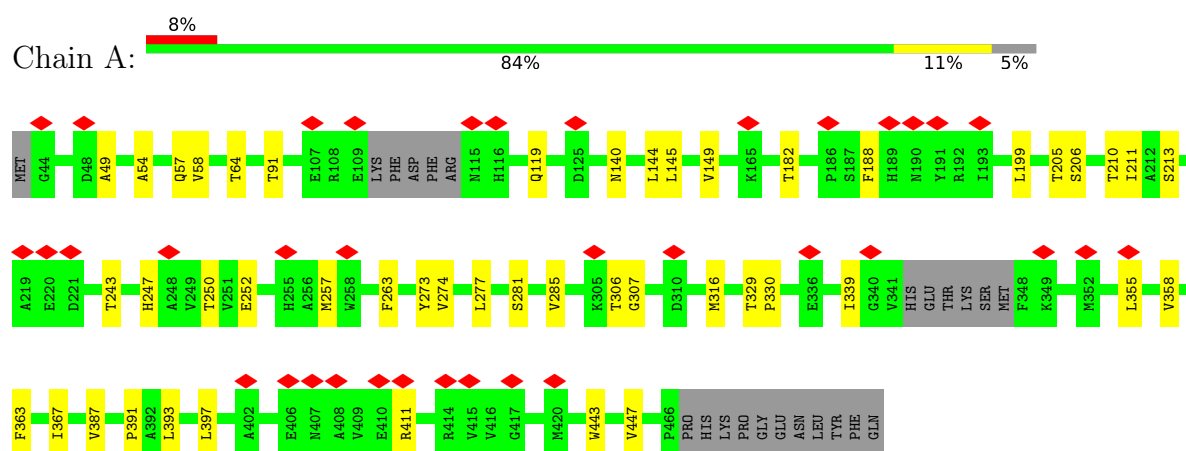 8%
Chain A:
84% 11% 5%
MET G44 D48 A49 A54 Q57 V58 T64 T91 E107 R108 E109 LYS PHE ASP PHE ARG N115 H116 Q119 D125 N140 L144 L145 V149 K165 T182 P186 S187 F188 H189 N190 Y191 R192 I193 L199 T205 S206 T210 I211 A212 S213
A219 E220 D221 T243 H247 A248 V249 T250 V251 E252 H255 A256 M257 W258 F263 Y273 V274 L277 S281 V285 K305 T306 G307 D310 M316 T329 P330 E336 I339 G340 V341 HIS GLU THR LYS SER MET F348 K349 M352 L355 V358
F363 I367 V387 P391 A392 L393 L397 A402 E406 N407 A408 V409 E410 R411 R414 V415 V416 G417 M420 W443 V447 P466 PRO HIS LYS PRO GLY GLU ASN LEU TYR PHE GLN